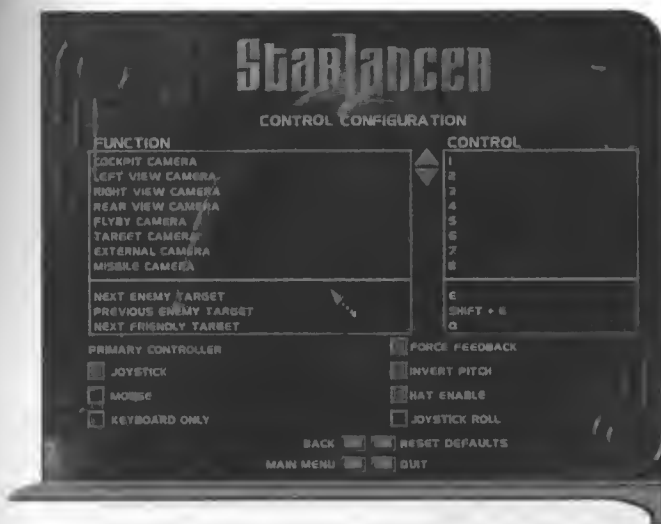 StarLancer
CONTROL CONFIGURATION
FUNCTION
CONTROL
COCKPIT CAMERA
1
LEFT VIEW CAMERA
2
RIGHT VIEW CAMERA
3
REAR VIEW CAMERA
4
FLYBY CAMERA
5
TARGET CAMERA
6
EXTERNAL CAMERA
7
MISSILE CAMERA
8
NEXT ENEMY TARGET
E
PREVIOUS ENEMY TARGET
SHIFT + E
NEXT FRIENDLY TARGET
Q
PRIMARY CONTROLLER
FORCE FEEDBACK
JOYSTICK
INVERT PITCH
MOUSE
HAT ENABLE
KEYBOARD ONLY
JOYSTICK ROLL
BACK
RESET DEFAULTS
MAIN MENU
QUIT